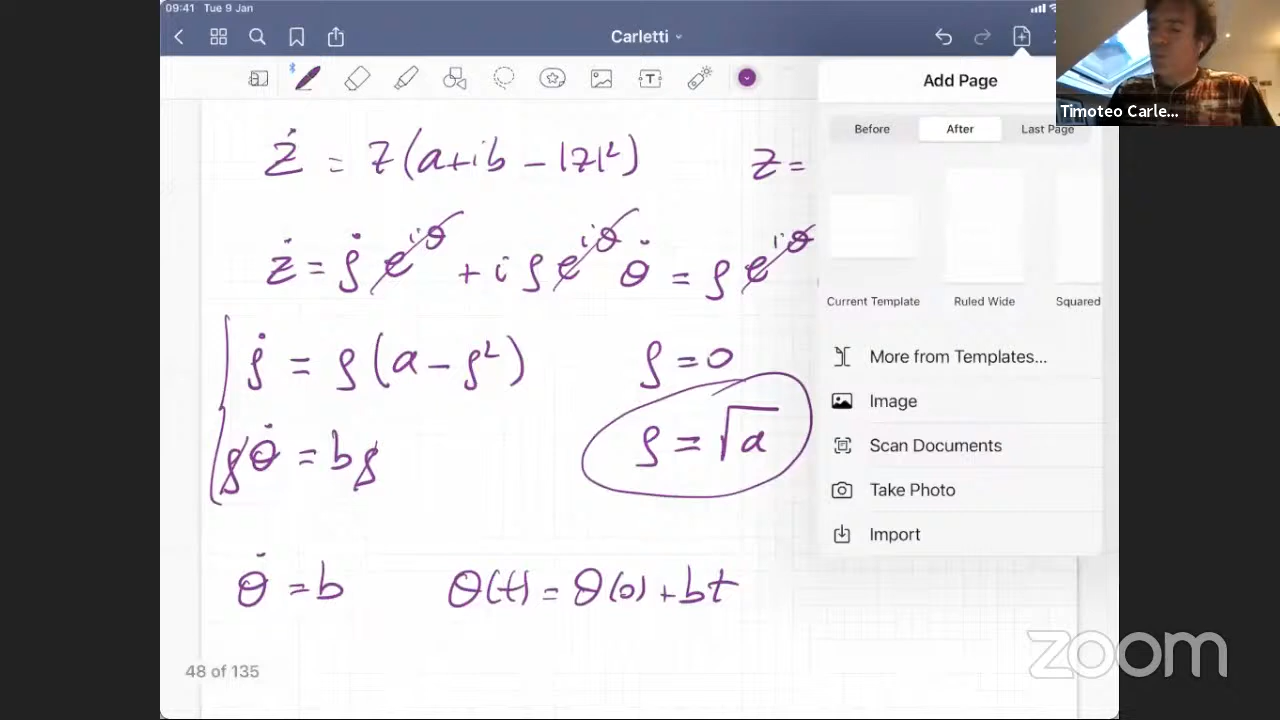 09:41 Tue 9 Jan
Carletti
Timoteo Carle...
Add Page
Before After Last Page
ż = z(a+ib - |z|²) z =
ż = ρ̇ e^{iθ} + i ρ e^{iθ} θ̇ = ρ e^{iθ}
Current Template Ruled Wide Squared
ρ̇ = ρ(a - ρ²) ρ = 0
More from Templates...
Image
ρ = √a
Scan Documents
ρθ̇ = bρ
Take Photo
Import
θ̇ = b θ(t) = θ(0) + bt
48 of 135
zoom